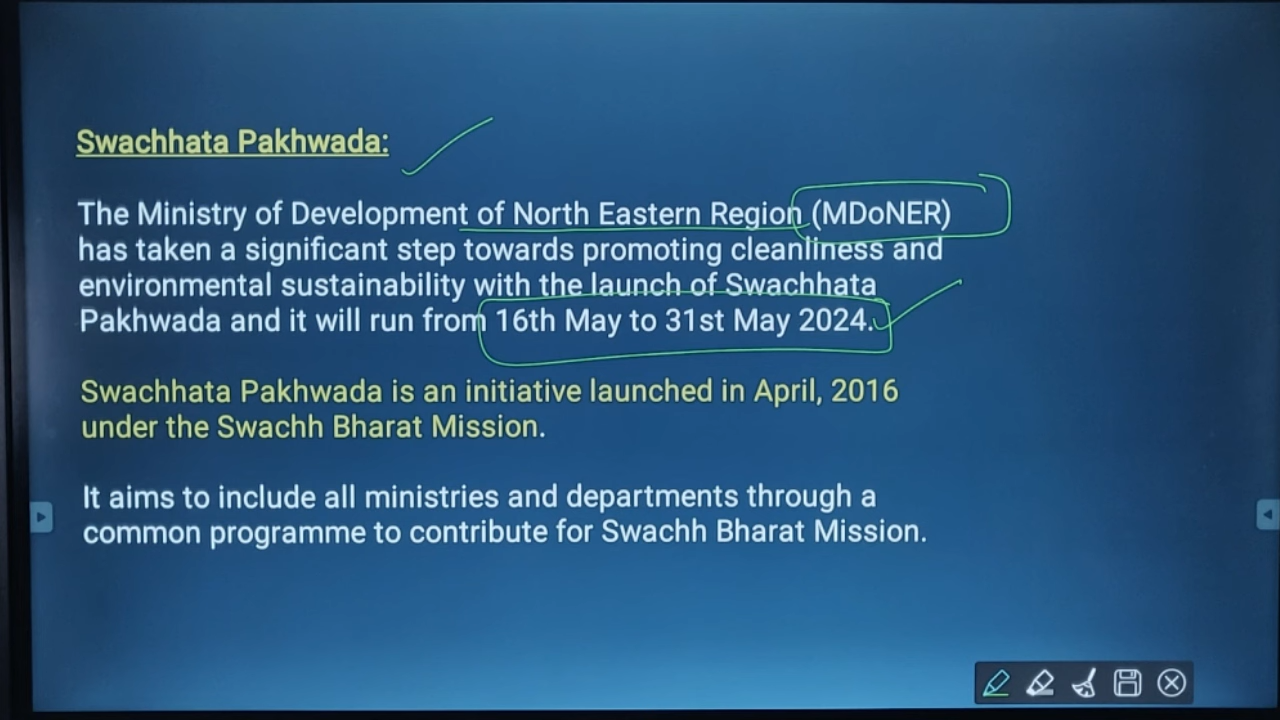 Swachhata Pakhwada:
The Ministry of Development of North Eastern Region (MDoNER)
has taken a significant step towards promoting cleanliness and
environmental sustainability with the launch of Swachhata
Pakhwada and it will run from 16th May to 31st May 2024.
Swachhata Pakhwada is an initiative launched in April, 2016
under the Swachh Bharat Mission.
It aims to include all ministries and departments through a
common programme to contribute for Swachh Bharat Mission.